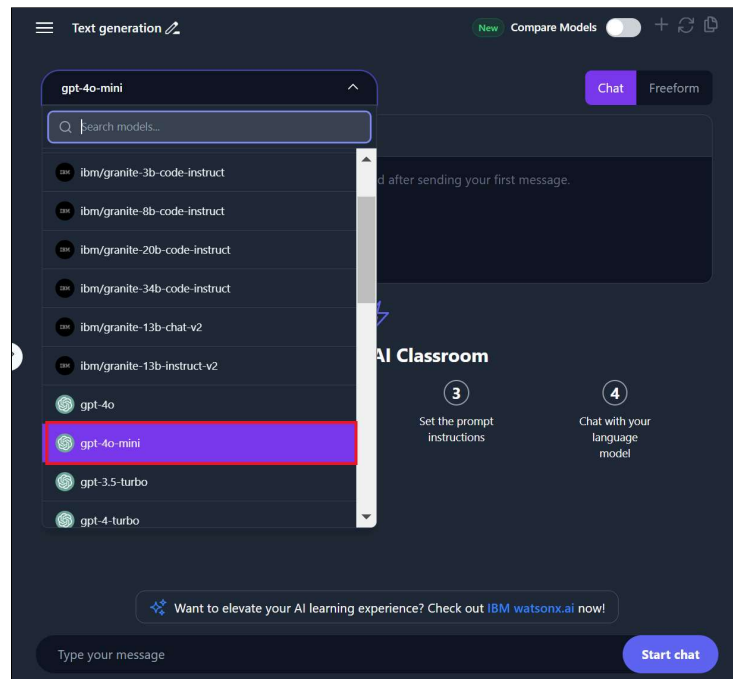 Text generation
New Compare Models
gpt-4o-mini
Chat Freeform
Search models...
d after sending your first message.
ibm/granite-3b-code-instruct
ibm/granite-8b-code-instruct
ibm/granite-20b-code-instruct
ibm/granite-34b-code-instruct
ibm/granite-13b-chat-v2
ibm/granite-13b-instruct-v2
gpt-4o
gpt-4o-mini
gpt-3.5-turbo
gpt-4-turbo
AI Classroom
3
Set the prompt
instructions
4
Chat with your
language
model
Want to elevate your AI learning experience? Check out IBM watsonx.ai now!
Type your message
Start chat